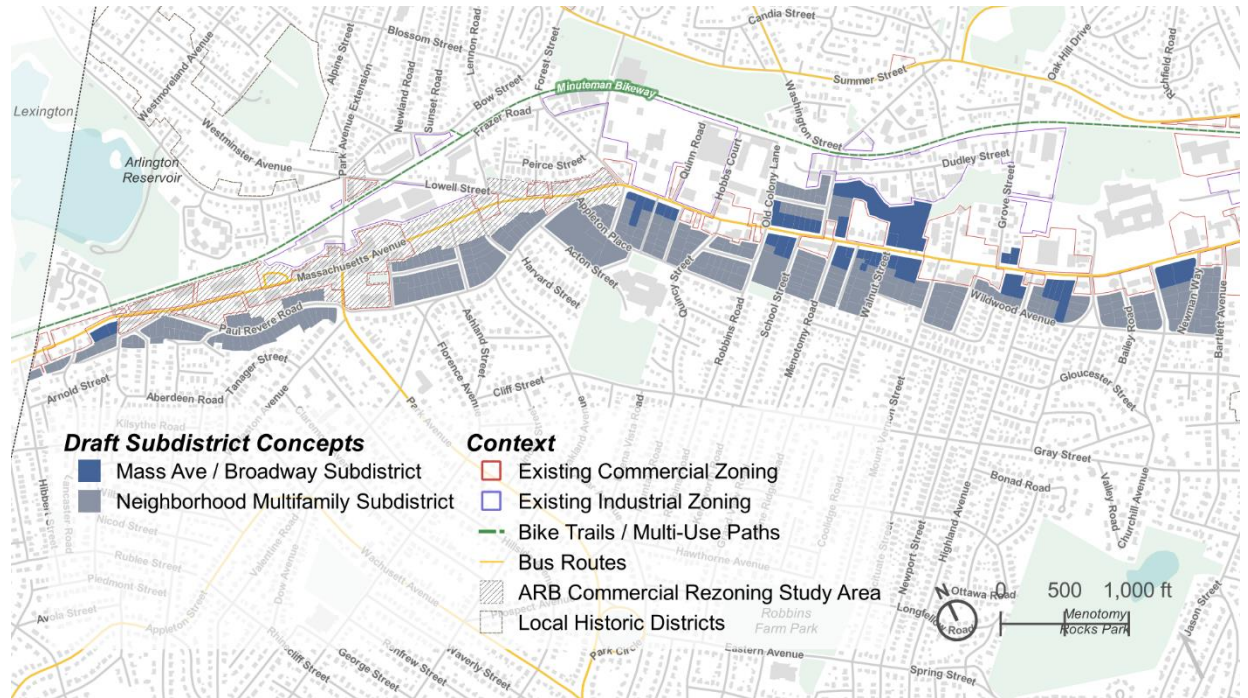 Candia Street
Blossom Street
Lennon Road
Forest Street
Alpine Street
Oak Hill Drive
Richfield Road
Westmoreland Avenue
Park Avenue Extension
Newland Road
Sunset Road
Bow Street
Summer Street
Minuteman Bikeway
Lexington
Frazer Road
Washington Street
Westminster Avenue
Arlington
Reservoir
Peirce Street
Quinn Road
Hobbs Court
Old Colony Lane
Dudley Street
Lowell Street
Grove Street
Appleton Place
Massachusetts Avenue
Acton Street
Harvard Street
Quincy Street
Robbins Road
School Street
Menotomy Road
Walnut Street
Wildwood Avenue
Bailey Road
Newman Way
Bartlett Avenue
Paul Revere Road
Ashland Street
Florence Avenue
Tanager Street
Arnold Street
Aberdeen Road
Cliff Street
Gloucester Street
Kilsythe Road
Gray Street
Draft Subdistrict Concepts
Mass Ave / Broadway Subdistrict
Neighborhood Multifamily Subdistrict
Context
Existing Commercial Zoning
Existing Industrial Zoning
Bike Trails / Multi-Use Paths
Bus Routes
ARB Commercial Rezoning Study Area
Local Historic Districts
Mount Vernon Street
Bonad Road
Valley Road
Churchill Avenue
Highland Avenue
Newport Street
Hibbert Street
Lancaster Road
Nicod Street
Rublee Street
Piedmont Street
Valentine Road
Dow Avenue
Wachusett Avenue
Hawthorne Avenue
Coolidge Road
Appleton Street
Robbins
Farm Park
Ottawa Road
Longfellow Road
N
0 500 1,000 ft
Menotomy
Rocks Park
Jason Street
Park Circle
Eastern Avenue
Spring Street
George Street
Waverly Street